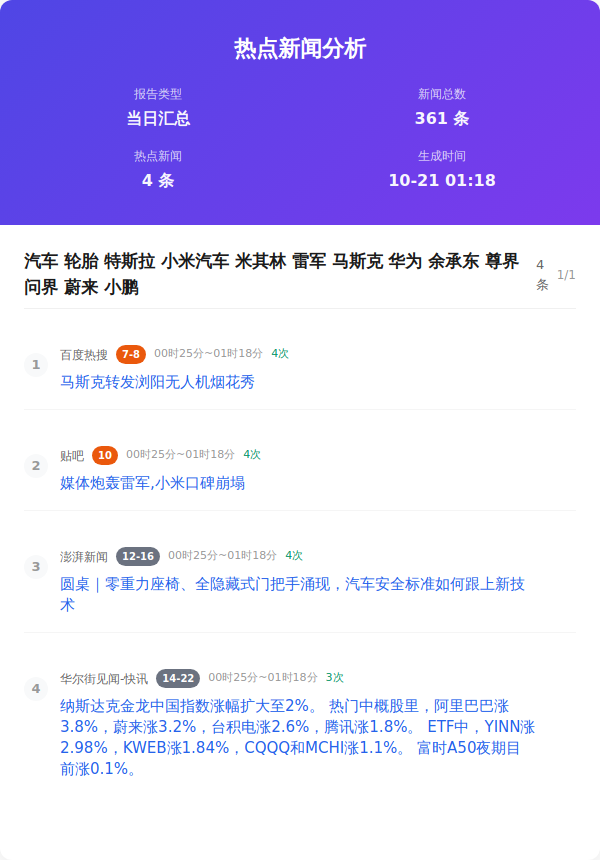 热点新闻分析
报告类型
当日汇总
新闻总数
361 条
热点新闻
4 条
生成时间
10-21 01:18
汽车 轮胎 特斯拉 小米汽车 米其林 雷军 马斯克 华为 余承东 尊界
问界 蔚来 小鹏
4
条
1/1
1
百度热搜 7-8 00时25分~01时18分 4次
马斯克转发浏阳无人机烟花秀
2
贴吧 10 00时25分~01时18分 4次
媒体炮轰雷军,小米口碑崩塌
3
澎湃新闻 12-16 00时25分~01时18分 4次
圆桌｜零重力座椅、全隐藏式门把手涌现，汽车安全标准如何跟上新技
术
4
华尔街见闻-快讯 14-22 00时25分~01时18分 3次
纳斯达克金龙中国指数涨幅扩大至2%。 热门中概股里，阿里巴巴涨
3.8%，蔚来涨3.2%，台积电涨2.6%，腾讯涨1.8%。 ETF中，YINN涨
2.98%，KWEB涨1.84%，CQQQ和MCHI涨1.1%。 富时A50夜期目
前涨0.1%。